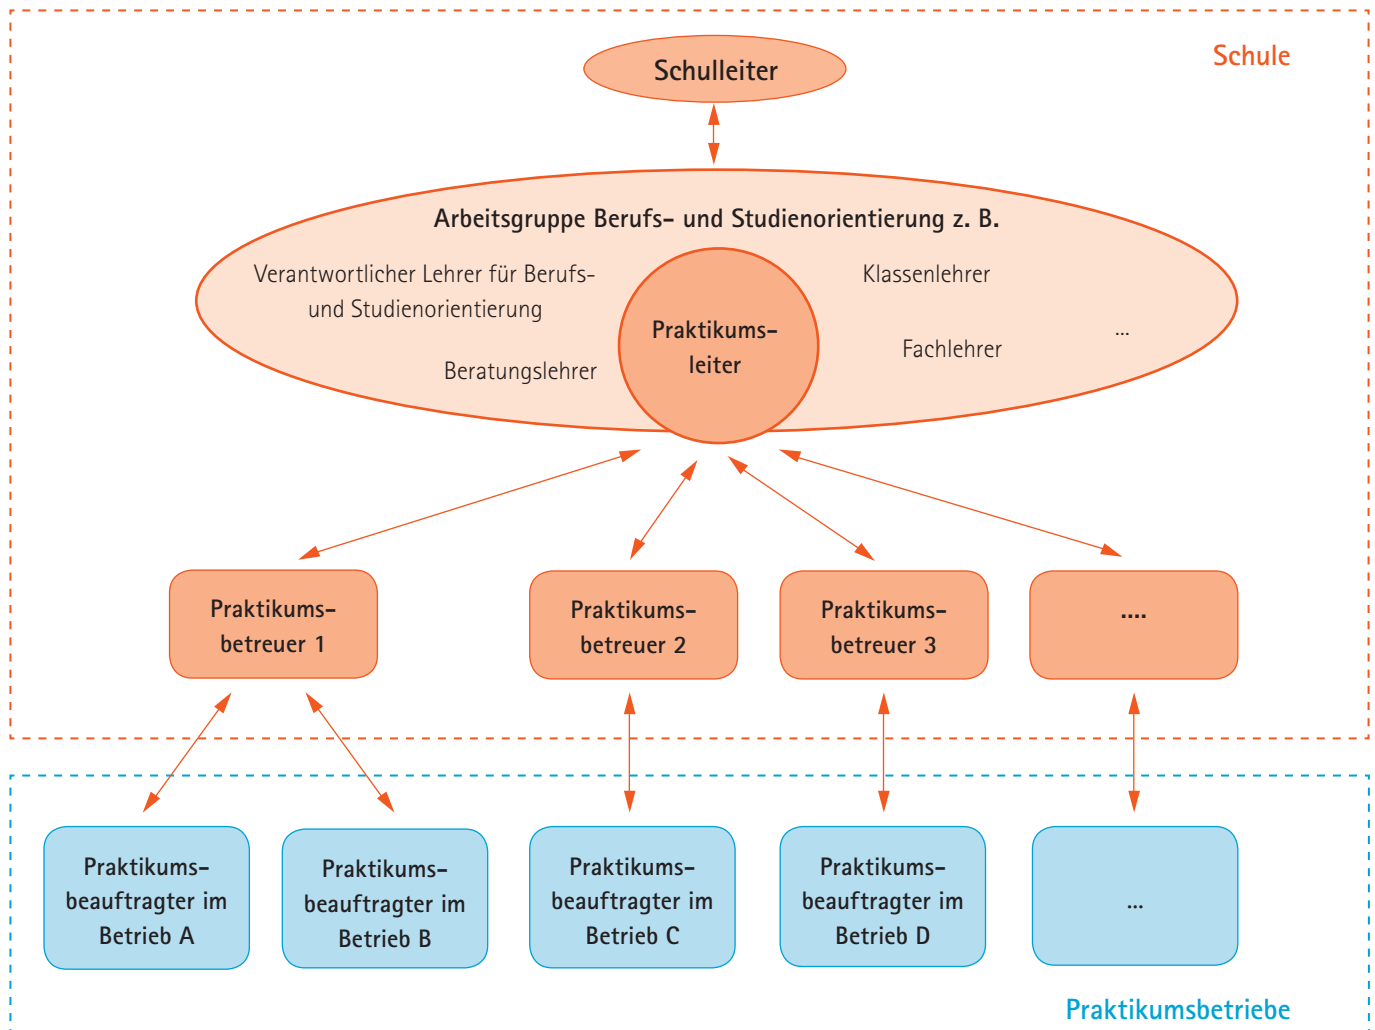 Schule
Schulleiter
Arbeitsgruppe Berufs- und Studienorientierung z. B.
Verantwortlicher Lehrer für Berufs-
und Studienorientierung
Beratungslehrer
Praktikums-
leiter
Klassenlehrer
Fachlehrer
...
Praktikums-
betreuer 1
Praktikums-
betreuer 2
Praktikums-
betreuer 3
....
Praktikums-
beauftragter im
Betrieb A
Praktikums-
beauftragter im
Betrieb B
Praktikums-
beauftragter im
Betrieb C
Praktikums-
beauftragter im
Betrieb D
...
Praktikumsbetriebe